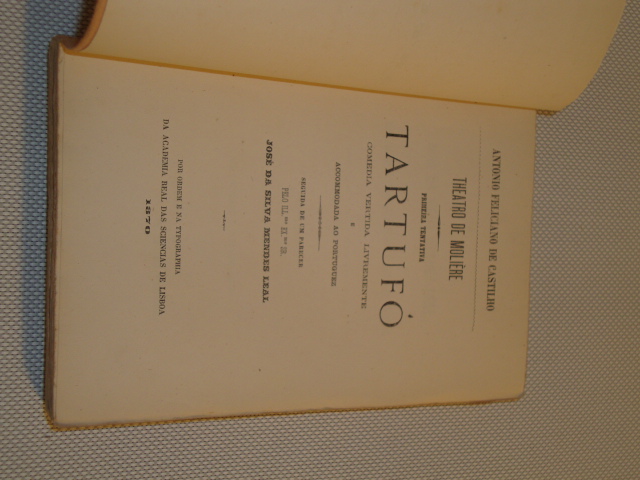 ANTONIO FELICIANO DE CASTILHO
THEATRO DE MOLIÈRE
PRIMEIRA TENTATIVA
TARTUFÓ
COMEDIA VERTIDA LIVREMENTE
E
ACCOMMODADA AO PORTUGUEZ
SEGUIDA DE UM PARECER
PELO ILL.mo EX.mo SR.
JOSÉ DA SILVA MENDES LEAL
POR ORDEM E NA TYPOGRAPHIA
DA ACADEMIA REAL DAS SCIENCIAS DE LISBOA
1870